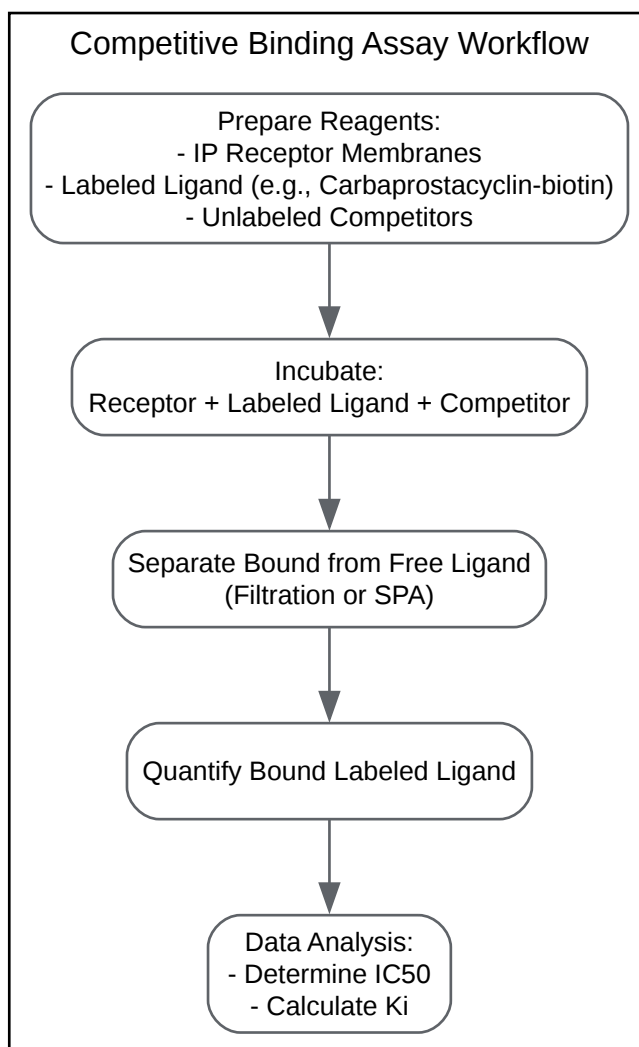 Competitive Binding Assay Workflow
Prepare Reagents:
- IP Receptor Membranes
- Labeled Ligand (e.g., Carbaprostacyclin-biotin)
- Unlabeled Competitors
Incubate:
Receptor + Labeled Ligand + Competitor
Separate Bound from Free Ligand
(Filtration or SPA)
Quantify Bound Labeled Ligand
Data Analysis:
- Determine IC50
- Calculate Ki